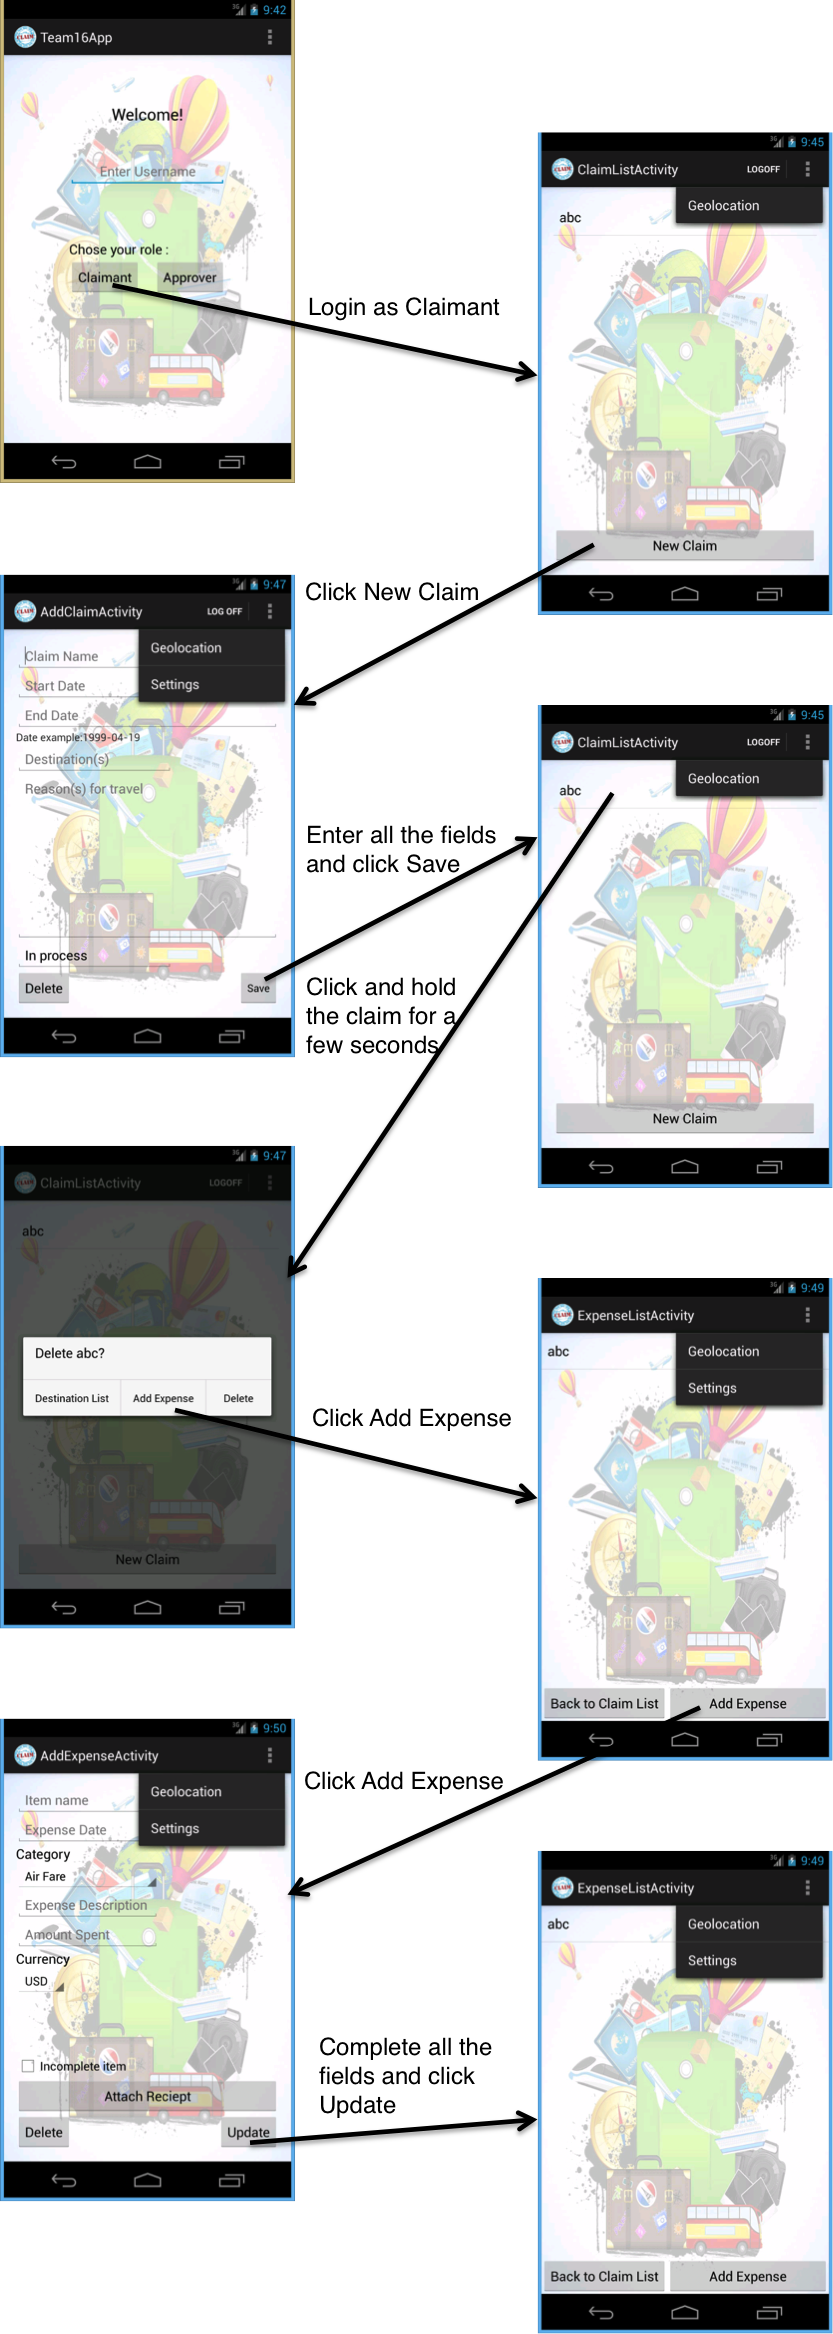 9:42
Team16App
Welcome!
Enter Username
Chose your role :
Claimant Approver
Login as Claimant
3G 9:45
ClaimListActivity LOGOFF
Geolocation
abc
New Claim
Click New Claim
3G 9:47
AddClaimActivity LOG OFF
Geolocation
Settings
Claim Name
Start Date
End Date
Date example:1999-04-19
Destination(s)
Reason(s) for travel
In process
Delete Save
Enter all the fields
and click Save
3G 9:45
ClaimListActivity LOGOFF
Geolocation
abc
New Claim
Click and hold
the claim for a
few seconds
3G 9:47
ClaimListActivity LOGOFF
abc
Delete abc?
Destination List Add Expense Delete
New Claim
Click Add Expense
3G 9:49
ExpenseListActivity
abc
Geolocation
Settings
Back to Claim List Add Expense
Click Add Expense
3G 9:50
AddExpenseActivity
Geolocation
Settings
Item name
Expense Date
Category
Air Fare
Expense Description
Amount Spent
Currency
USD
Incomplete item
Attach Reciept
Delete Update
Complete all the
fields and click
Update
3G 9:49
ExpenseListActivity
abc
Geolocation
Settings
Back to Claim List Add Expense